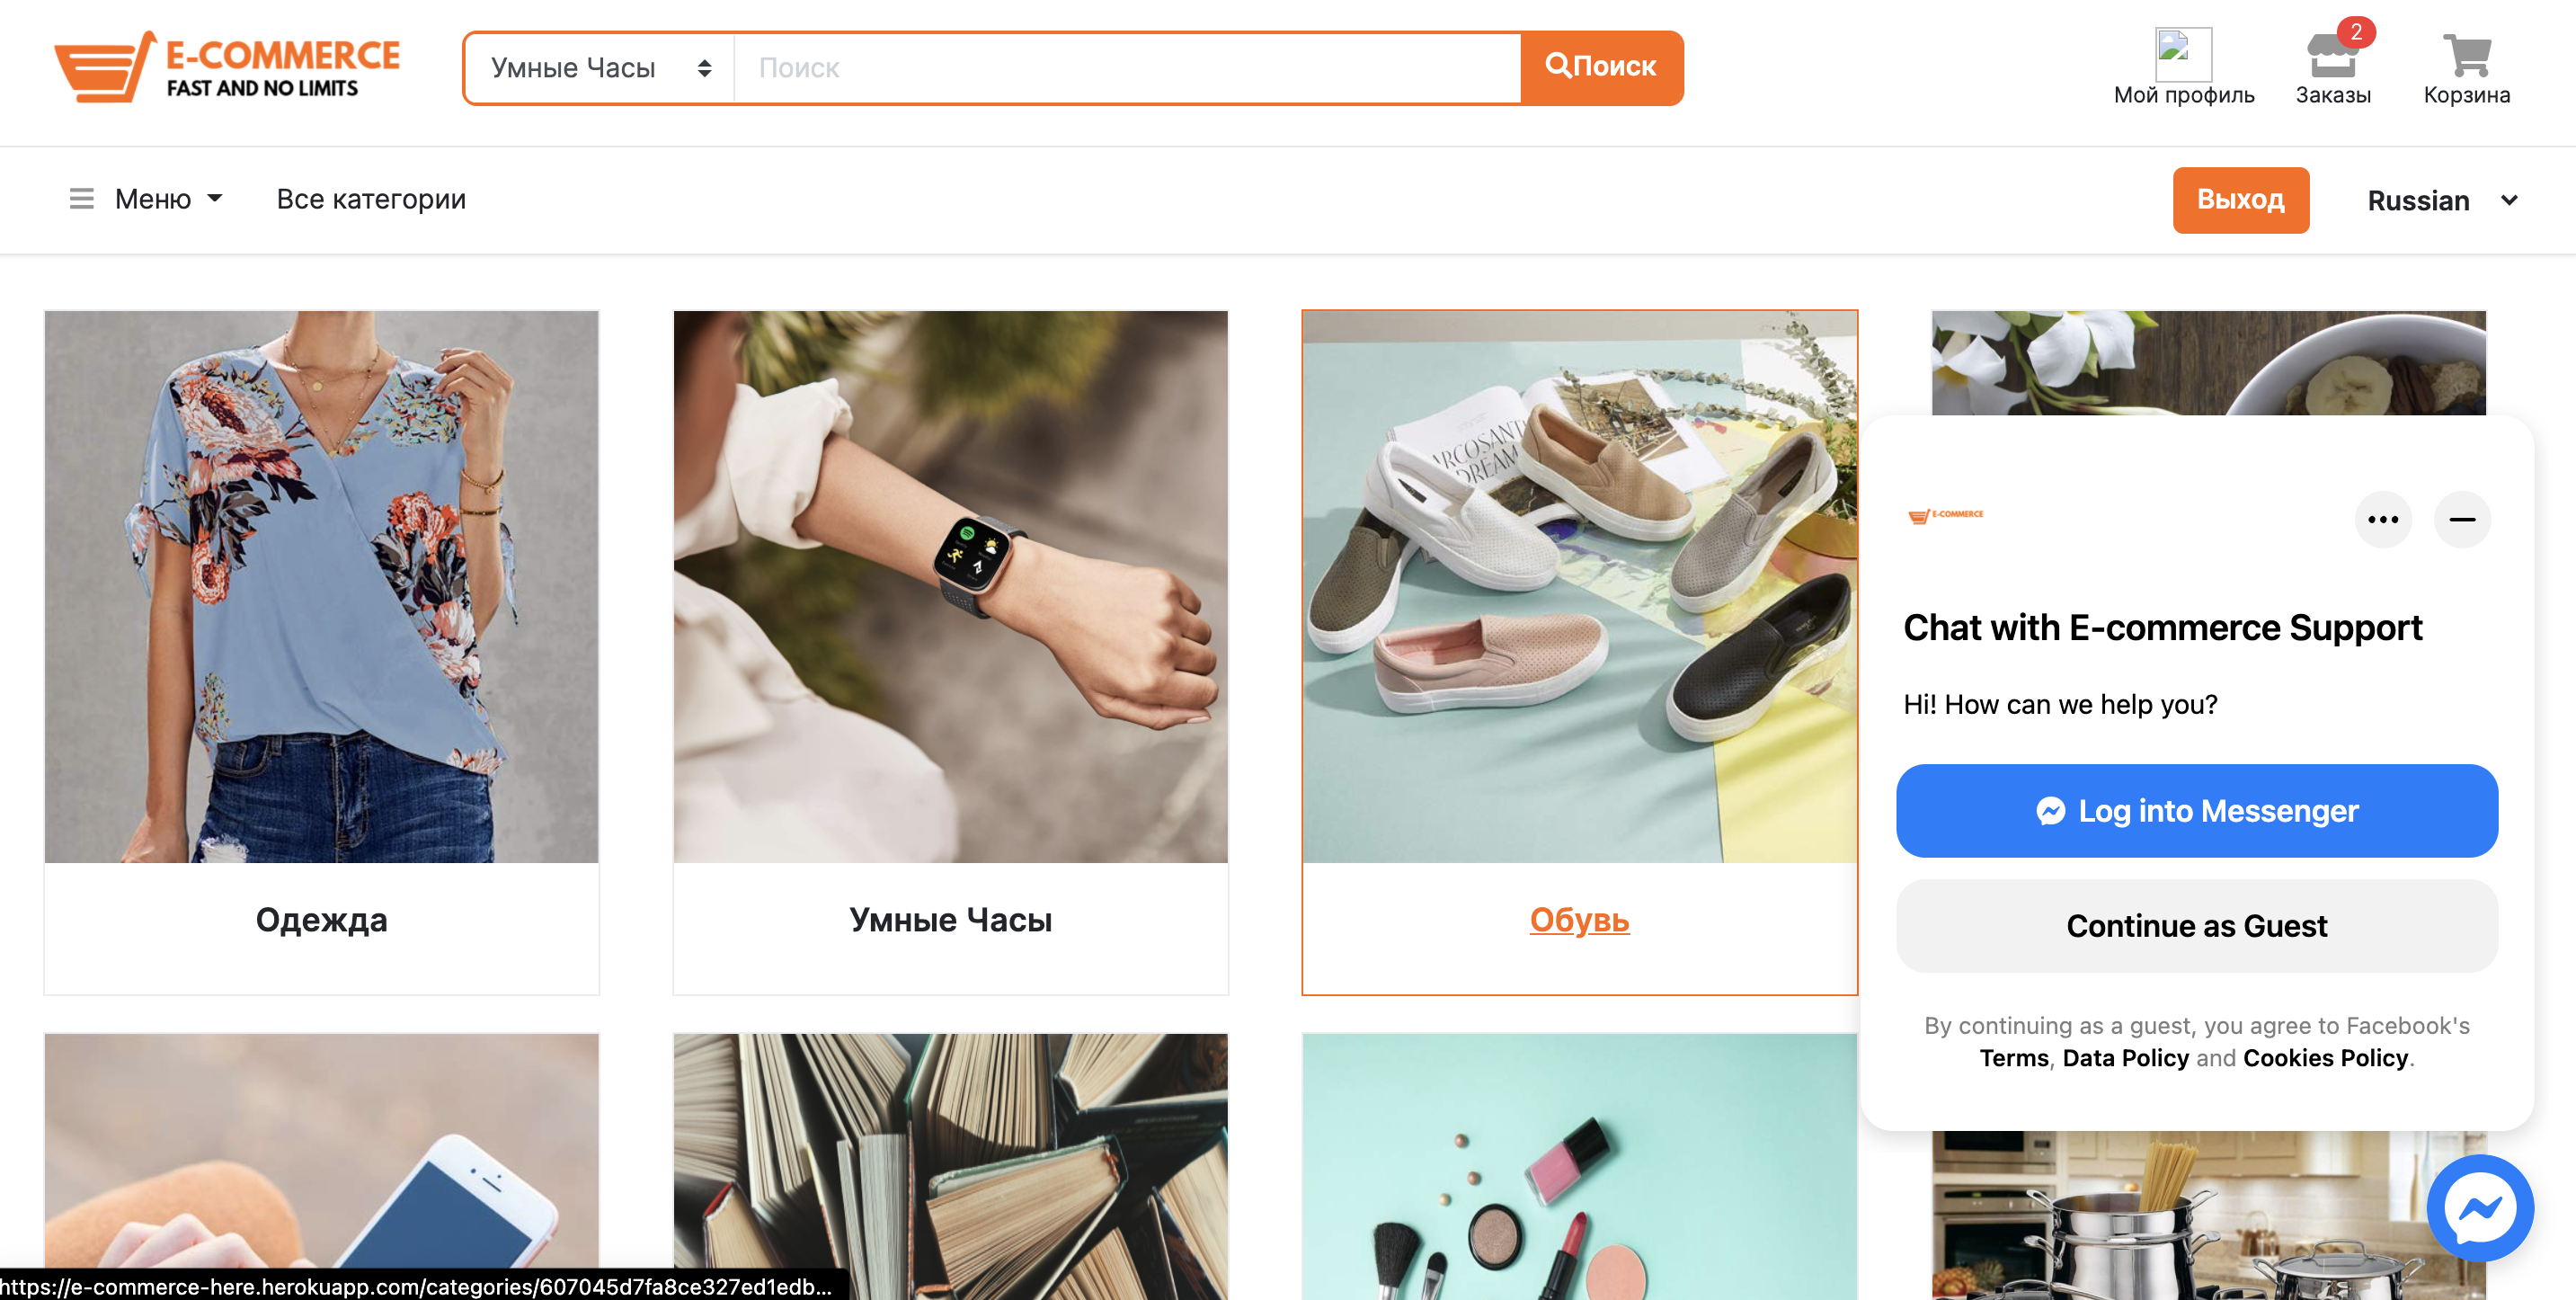 E-COMMERCE
FAST AND NO LIMITS
Умные Часы
Поиск
Поиск
2
Мой профиль
Заказы
Корзина
Меню
Все категории
Выход
Russian
Одежда
Умные Часы
Обувь
E-COMMERCE
Chat with E-commerce Support
Hi! How can we help you?
Log into Messenger
Continue as Guest
By continuing as a guest, you agree to Facebook's
Terms, Data Policy and Cookies Policy.
https://e-commerce-here.herokuapp.com/categories/607045d7fa8ce327ed1edb...